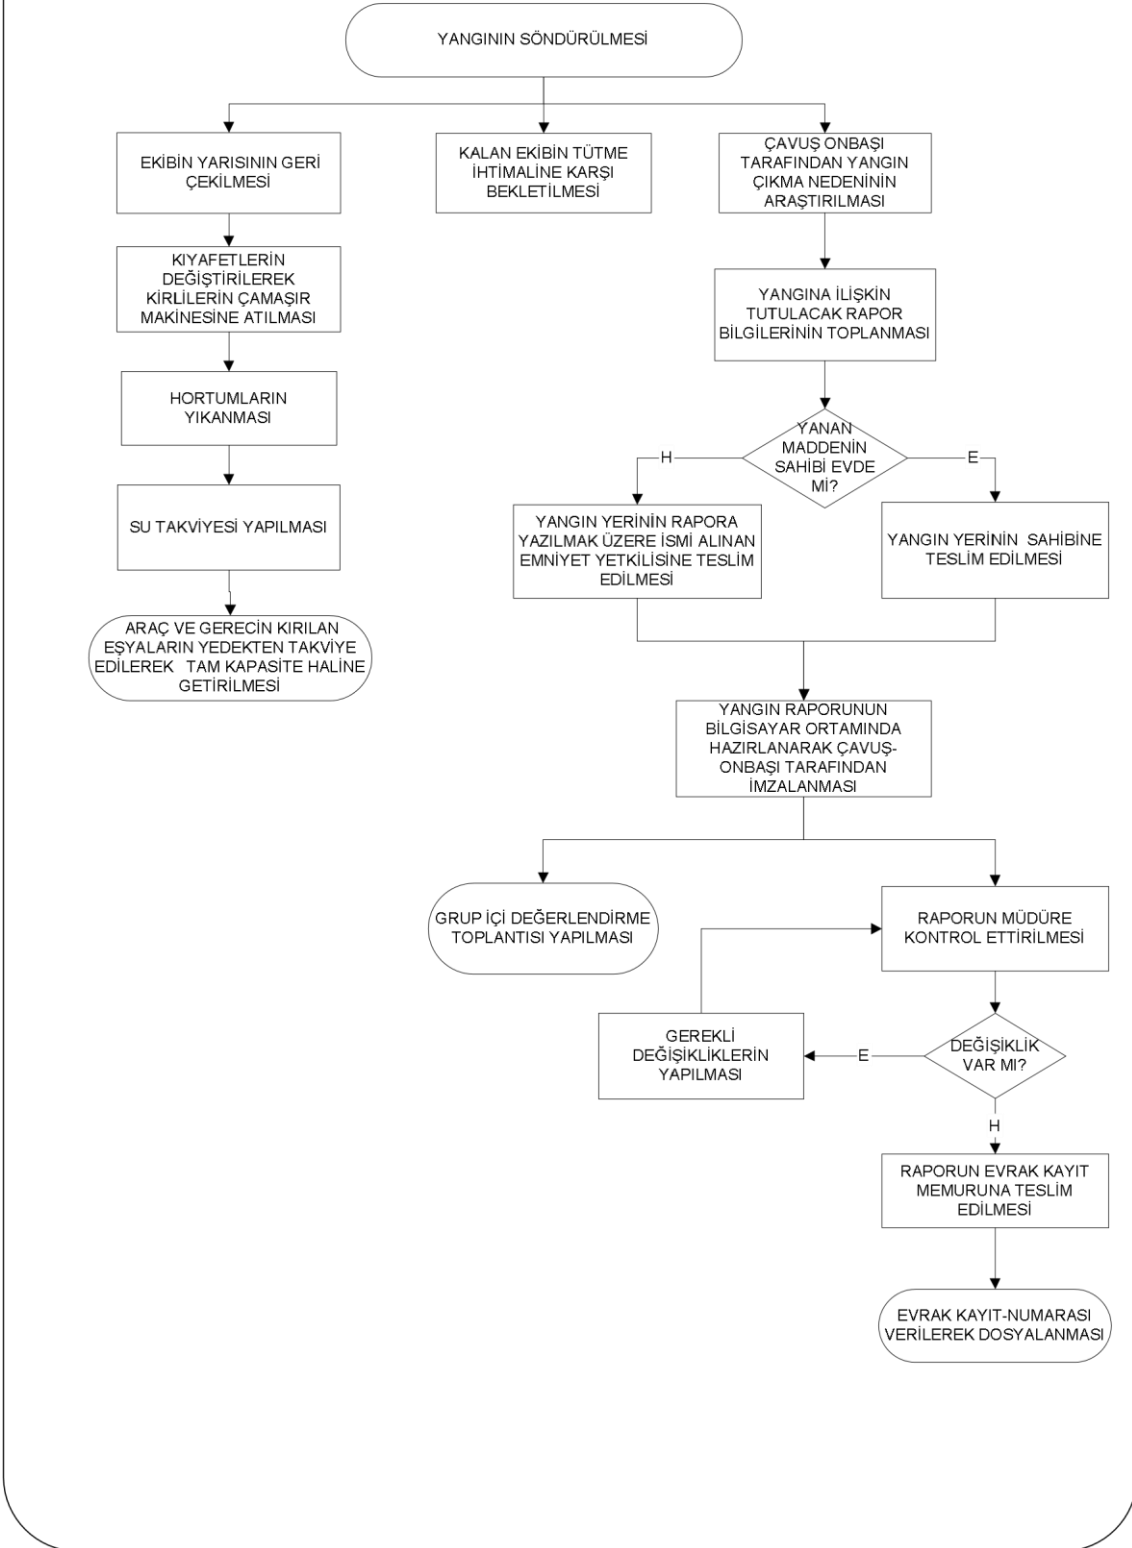 YANGININ SÖNDÜRÜLMESİ
EKİBİN YARISININ GERİ
ÇEKİLMESİ
KALAN EKİBİN TÜTME
İHTİMALİNE KARŞI
BEKLETİLMESİ
ÇAVUŞ ONBAŞI
TARAFINDAN YANGIN
ÇIKMA NEDENİNİN
ARAŞTIRILMASI
KIYAFETLERİN
DEĞİŞTİRİLEREK
KİRLİLERİN ÇAMAŞIR
MAKİNESİNE ATILMASI
YANGINA İLİŞKİN
TUTULACAK RAPOR
BİLGİLERİNİN TOPLANMASI
HORTUMLARIN
YIKANMASI
YANAN
MADDENİN
SAHİBİ EVDE
Mİ?
H
E
SU TAKVİYESİ YAPILMASI
YANGIN YERİNİN RAPORA
YAZILMAK ÜZERE İSMİ ALINAN
EMNİYET YETKİLİSİNE TESLİM
EDİLMESİ
YANGIN YERİNİN SAHİBİNE
TESLİM EDİLMESİ
ARAÇ VE GERECİN KIRILAN
EŞYALARIN YEDEKTEN TAKVİYE
EDİLEREK TAM KAPASİTE HALİNE
GETİRİLMESİ
YANGIN RAPORUNUN
BİLGİSAYAR ORTAMINDA
HAZIRLANARAK ÇAVUŞ-
ONBAŞI TARAFINDAN
İMZALANMASI
GRUP İÇİ DEĞERLENDİRME
TOPLANTISI YAPILMASI
RAPORUN MÜDÜRE
KONTROL ETTİRİLMESİ
GEREKLİ
DEĞİŞİKLİKLERİN
YAPILMASI
E
DEĞİŞİKLİK
VAR MI?
H
RAPORUN EVRAK KAYIT
MEMURUNA TESLİM
EDİLMESİ
EVRAK KAYIT-NUMARASI
VERİLEREK DOSYALANMASI